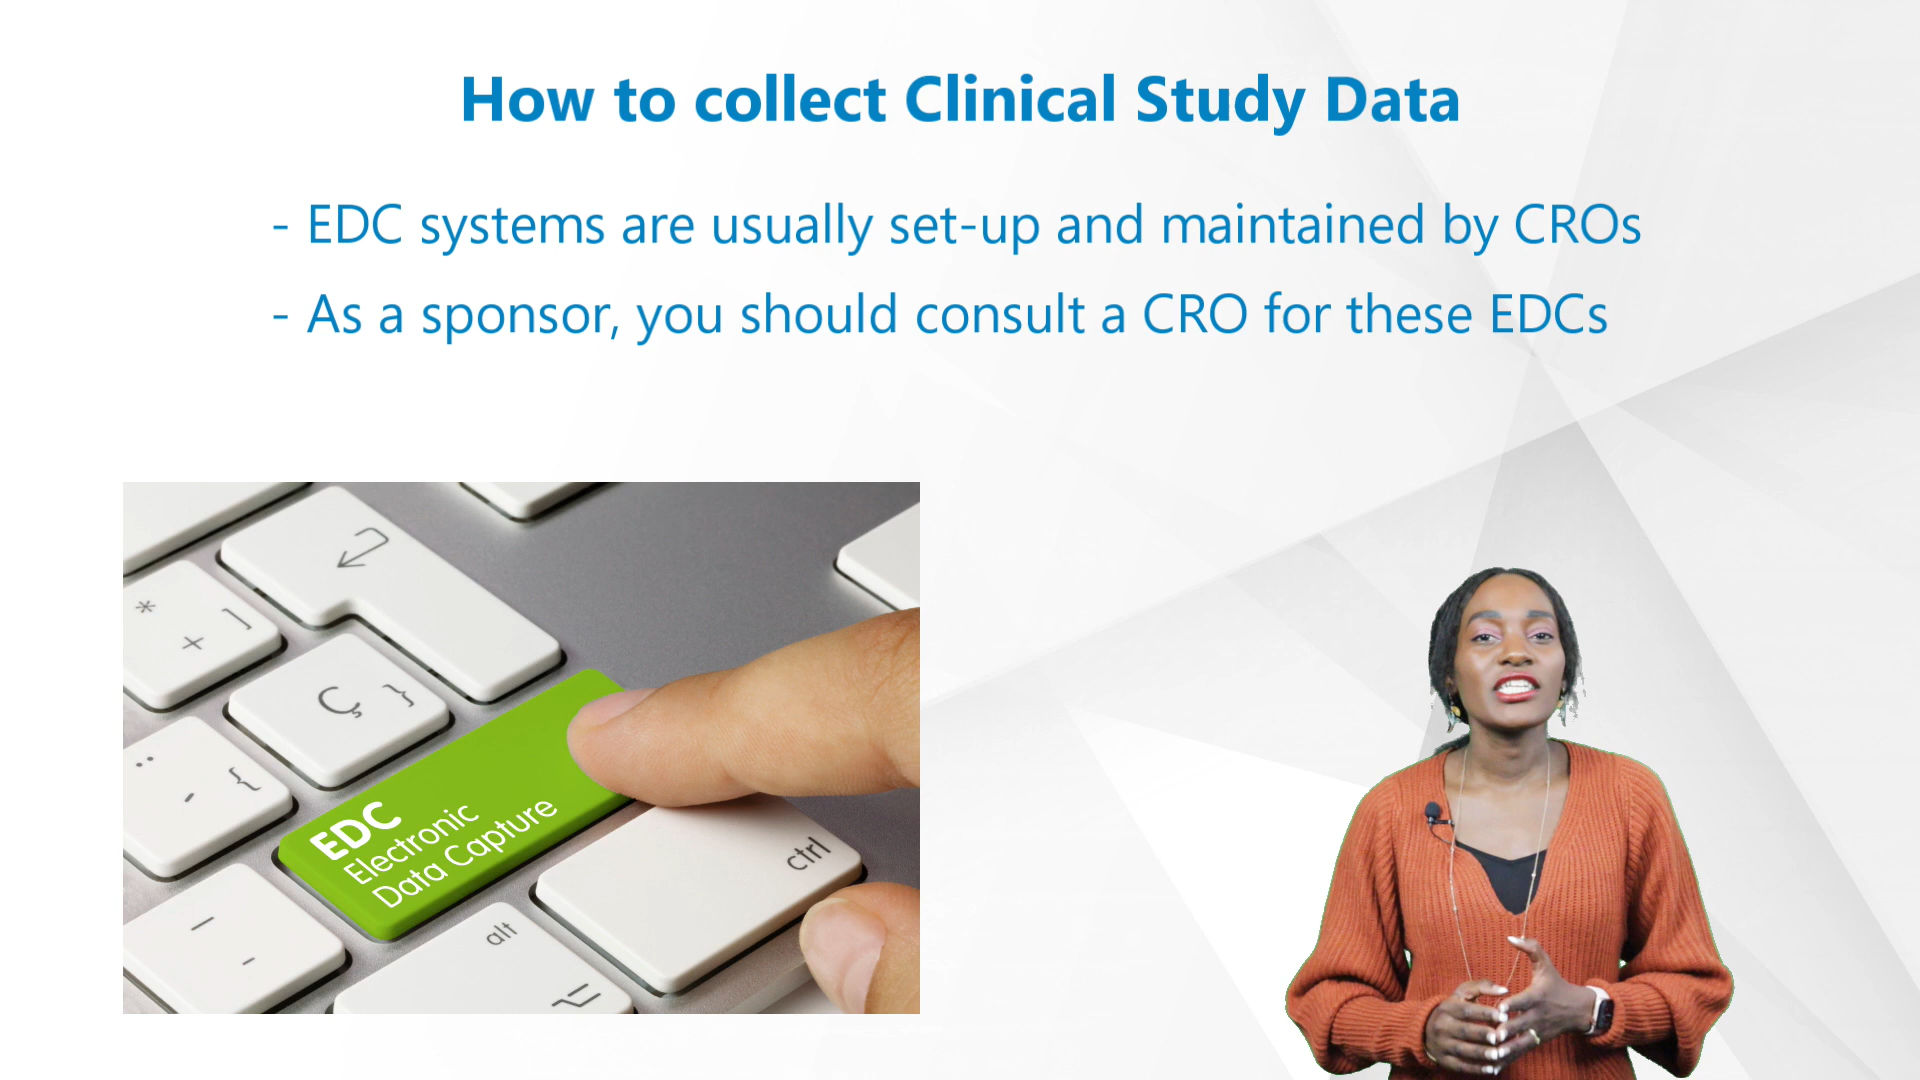 How to collect Clinical Study Data
- EDC systems are usually set-up and maintained by CROs
- As a sponsor, you should consult a CRO for these EDCs
* + ]
Ç }
¨ ´ {
EDC
Electronic
Data Capture
ctrl
_ -
alt